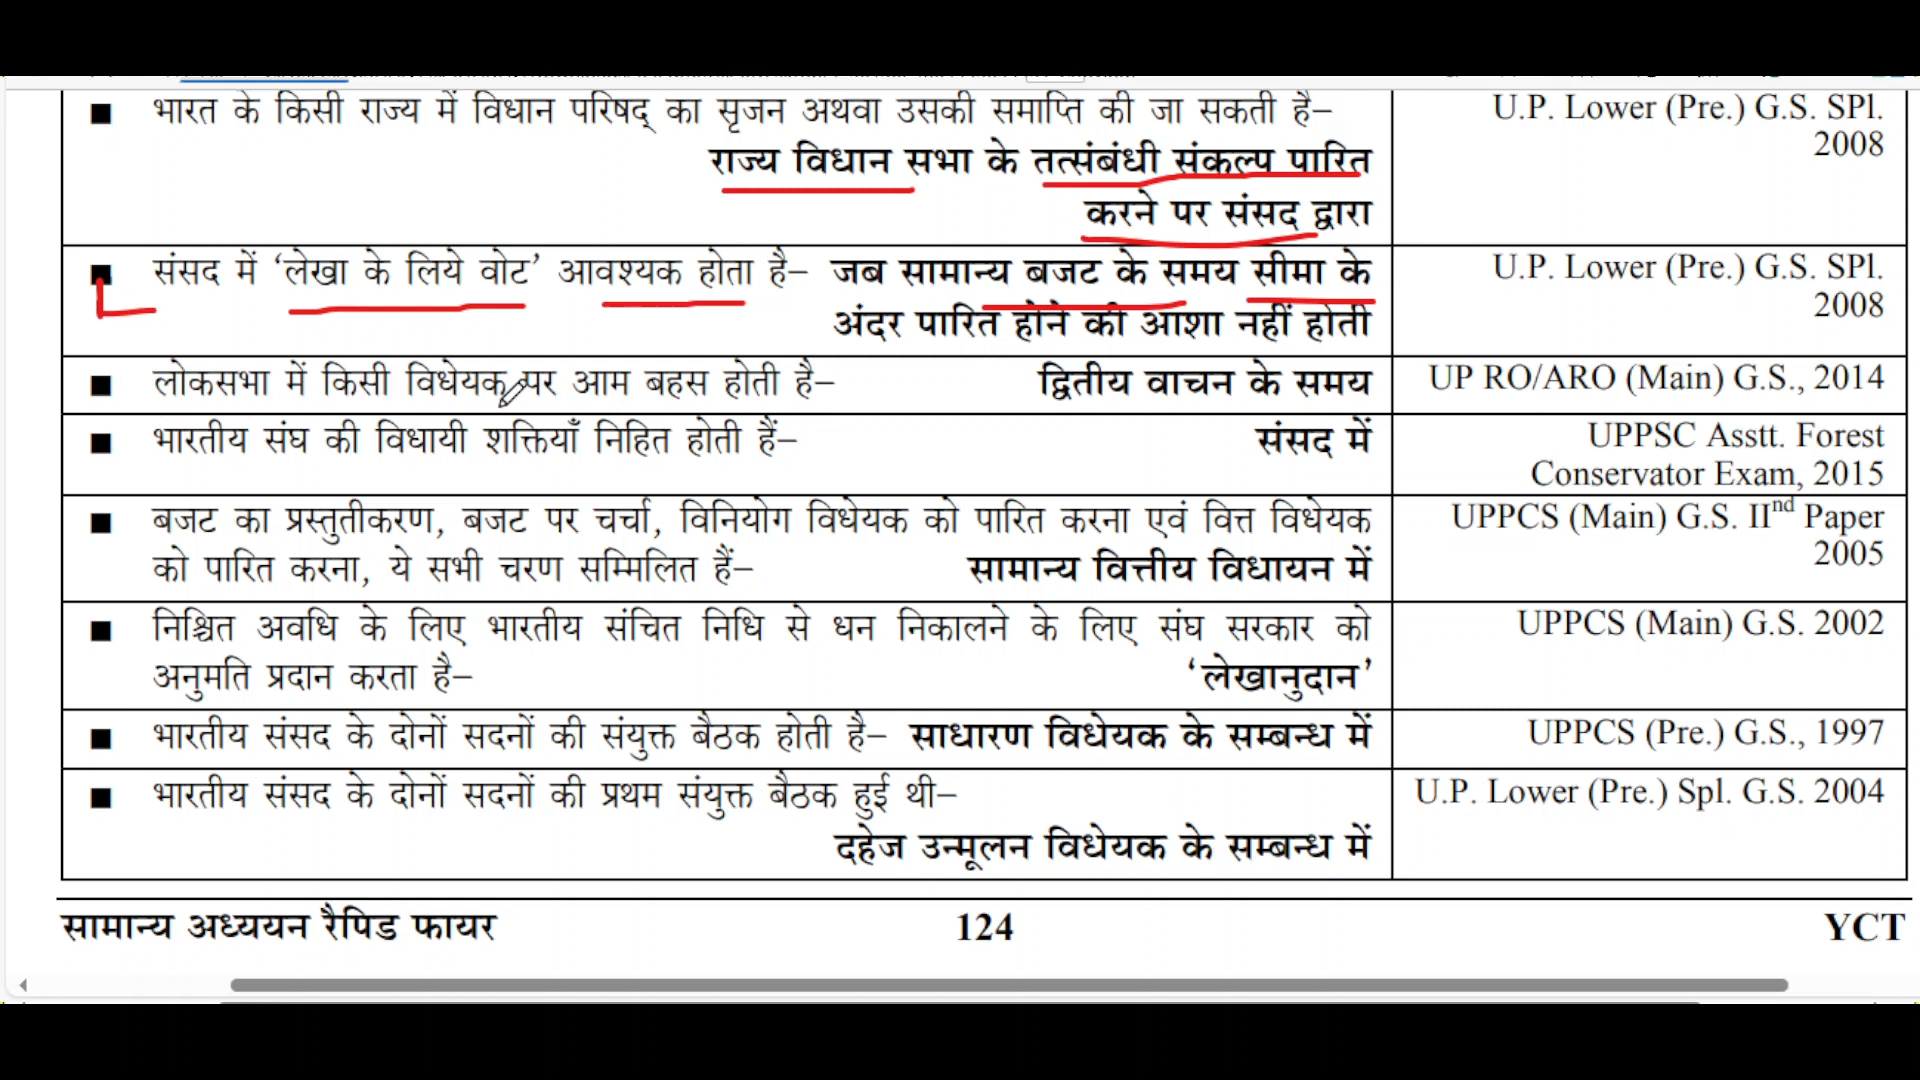 भारत के किसी राज्य में विधान परिषद् का सृजन अथवा उसकी समाप्ति की जा सकती है–
राज्य विधान सभा के तत्संबंधी संकल्प पारित
करने पर संसद द्वारा
U.P. Lower (Pre.) G.S. SPl.
2008
संसद में ‘लेखा के लिये वोट’ आवश्यक होता है– जब सामान्य बजट के समय सीमा के
अंदर पारित होने की आशा नहीं होती
U.P. Lower (Pre.) G.S. SPl.
2008
लोकसभा में किसी विधेयक पर आम बहस होती है– द्वितीय वाचन के समय
UP RO/ARO (Main) G.S., 2014
भारतीय संघ की विधायी शक्तियाँ निहित होती हैं– संसद में
UPPSC Asstt. Forest
Conservator Exam, 2015
बजट का प्रस्तुतीकरण, बजट पर चर्चा, विनियोग विधेयक को पारित करना एवं वित्त विधेयक
को पारित करना, ये सभी चरण सम्मिलित हैं– सामान्य वित्तीय विधायन में
UPPCS (Main) G.S. IInd Paper
2005
निश्चित अवधि के लिए भारतीय संचित निधि से धन निकालने के लिए संघ सरकार को
अनुमति प्रदान करता है– ‘लेखानुदान’
UPPCS (Main) G.S. 2002
भारतीय संसद के दोनों सदनों की संयुक्त बैठक होती है– साधारण विधेयक के सम्बन्ध में
UPPCS (Pre.) G.S., 1997
भारतीय संसद के दोनों सदनों की प्रथम संयुक्त बैठक हुई थी–
दहेज उन्मूलन विधेयक के सम्बन्ध में
U.P. Lower (Pre.) Spl. G.S. 2004
सामान्य अध्ययन रैपिड फायर 124 YCT